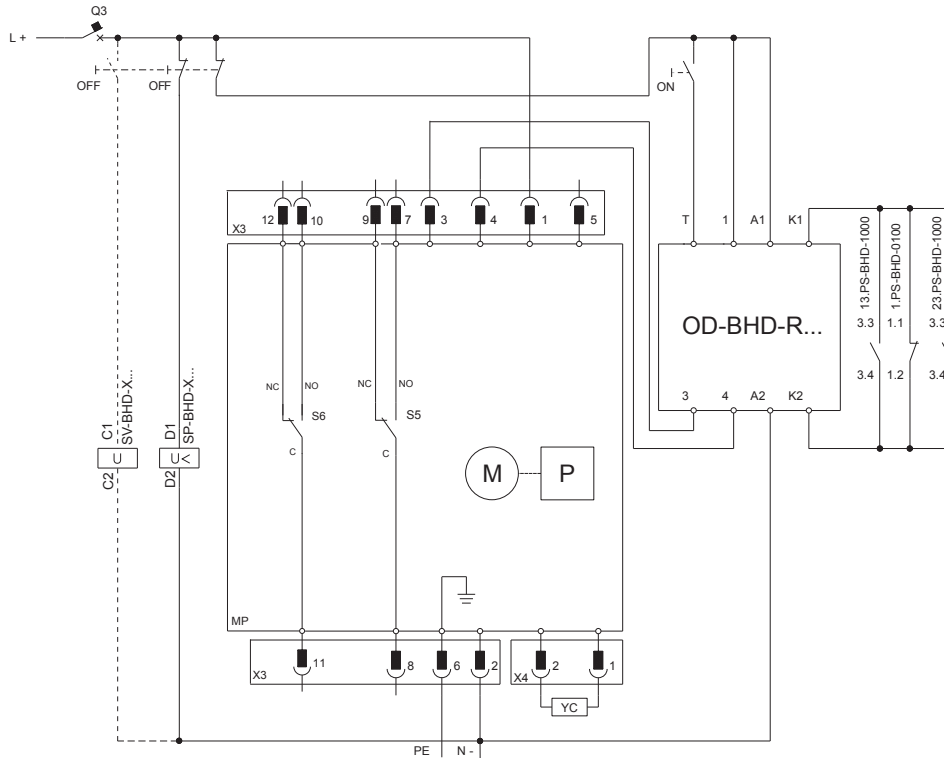 Q3
L +
OFF
OFF
ON
12
10
9
7
3
4
1
5
X3
T
1
A1
K1
13.PS-BHD-1000
1.PS-BHD-0100
23.PS-BHD-1000
OD-BHD-R...
3.3
1.1
3.3
3.4
1.2
3.4
3
4
A2
K2
NC
NO
S6
C
NC
NO
S5
C
C1
SV-BHD-X...
C2
U
D1
SP-BHD-X...
D2
U<
M
P
MP
X3
11
8
6
2
X4
2
1
YC
PE
N -